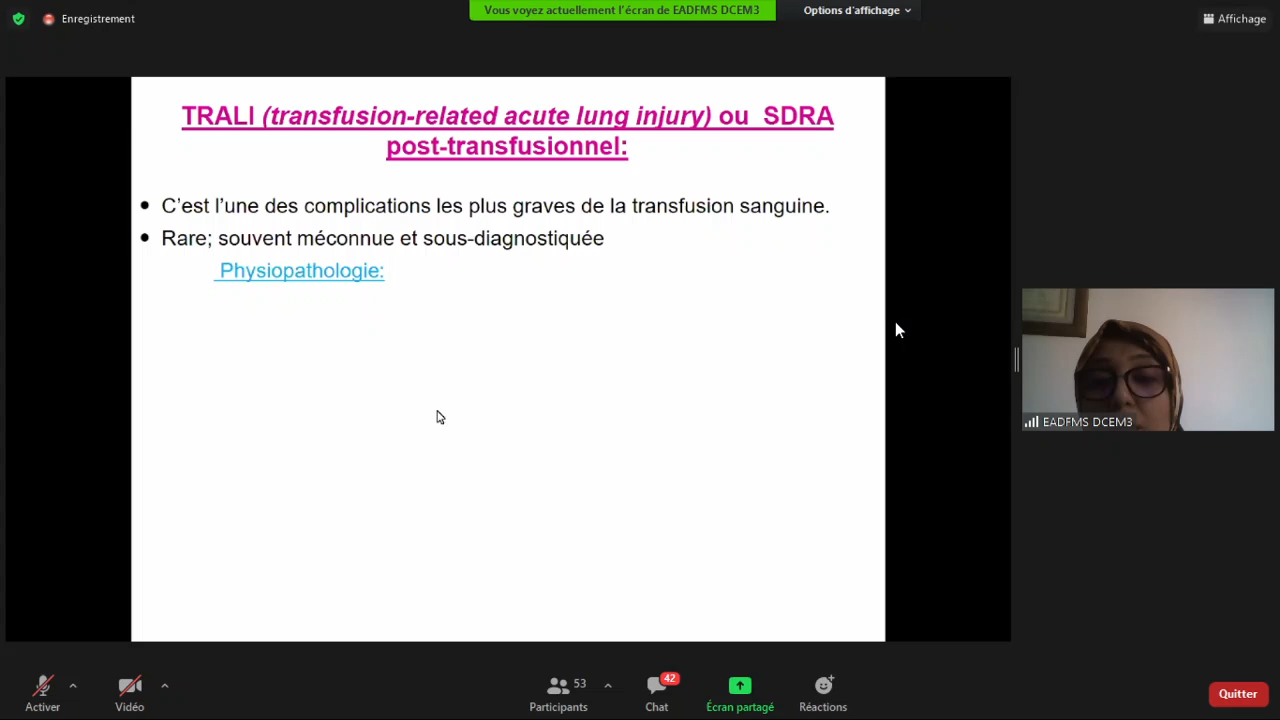 Enregistrement
Vous voyez actuellement l'écran de EADFMS DCEM3
Options d'affichage
Affichage
TRALI (transfusion-related acute lung injury) ou SDRA
post-transfusionnel:
• C'est l'une des complications les plus graves de la transfusion sanguine.
• Rare; souvent méconnue et sous-diagnostiquée
Physiopathologie:
EADFMS DCEM3
Activer
Vidéo
53
Participants
42
Chat
Écran partagé
Réactions
Quitter